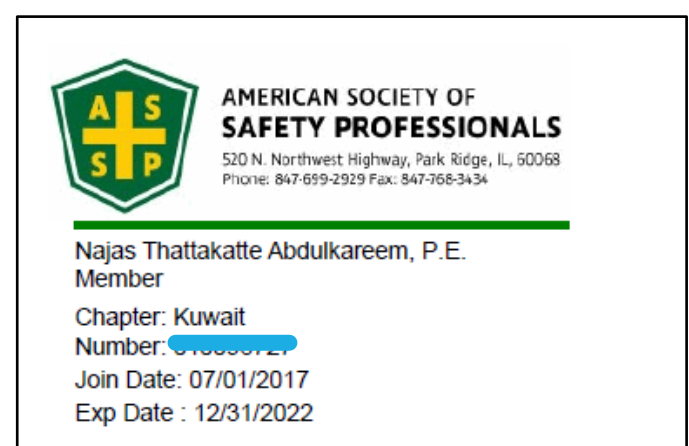 A S
S P
AMERICAN SOCIETY OF
SAFETY PROFESSIONALS
520 N. Northwest Highway, Park Ridge, IL, 60068
Phone: 847-699-2929 Fax: 847-768-3434
Najas Thattakatte Abdulkareem, P.E.
Member
Chapter: Kuwait
Number:
Join Date: 07/01/2017
Exp Date : 12/31/2022